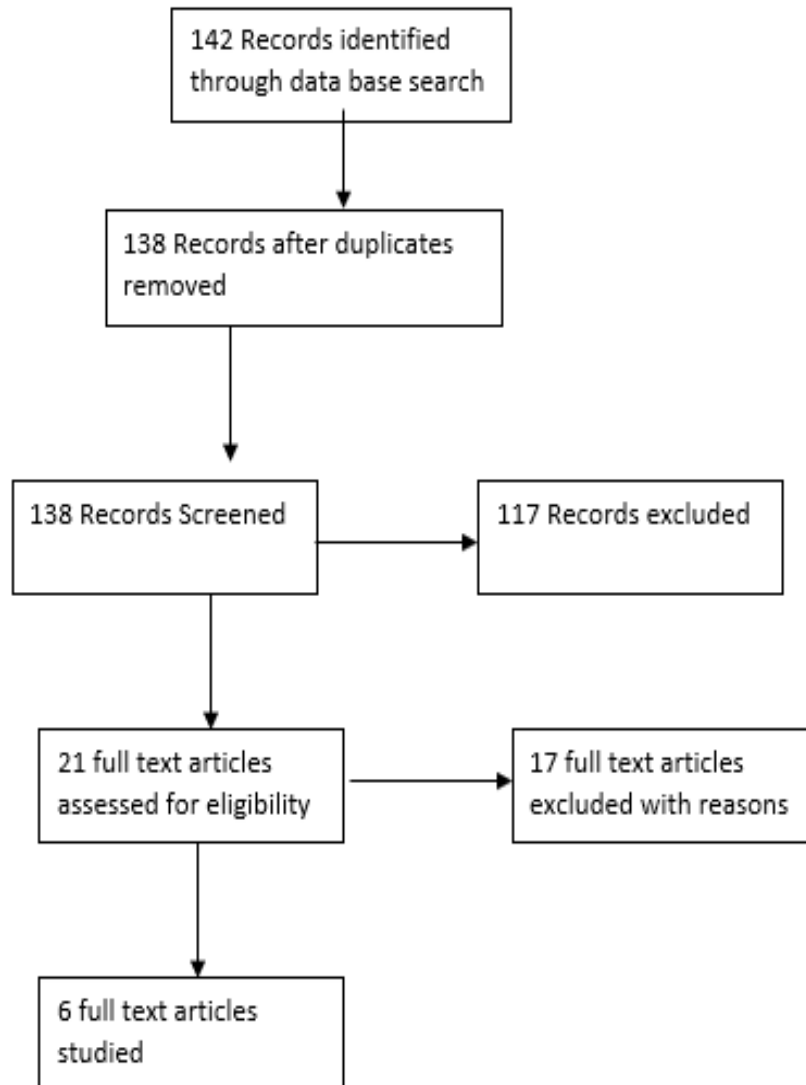 142 Records identified
through data base search
138 Records after duplicates
removed
138 Records Screened
117 Records excluded
21 full text articles
assessed for eligibility
17 full text articles
excluded with reasons
6 full text articles
studied